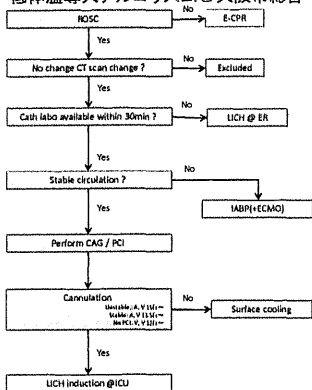 ROSC
No
E-CPR
Yes
No change CT scan change ?
No
Excluded
Yes
Cath labo available within 30min ?
No
LICH @ ER
Yes
Stable circulation ?
No
Yes
IABP(+ECMO)
Perform CAG / PCI
Cannulation
No
Surface cooling
Yes
LICH induction @ICU